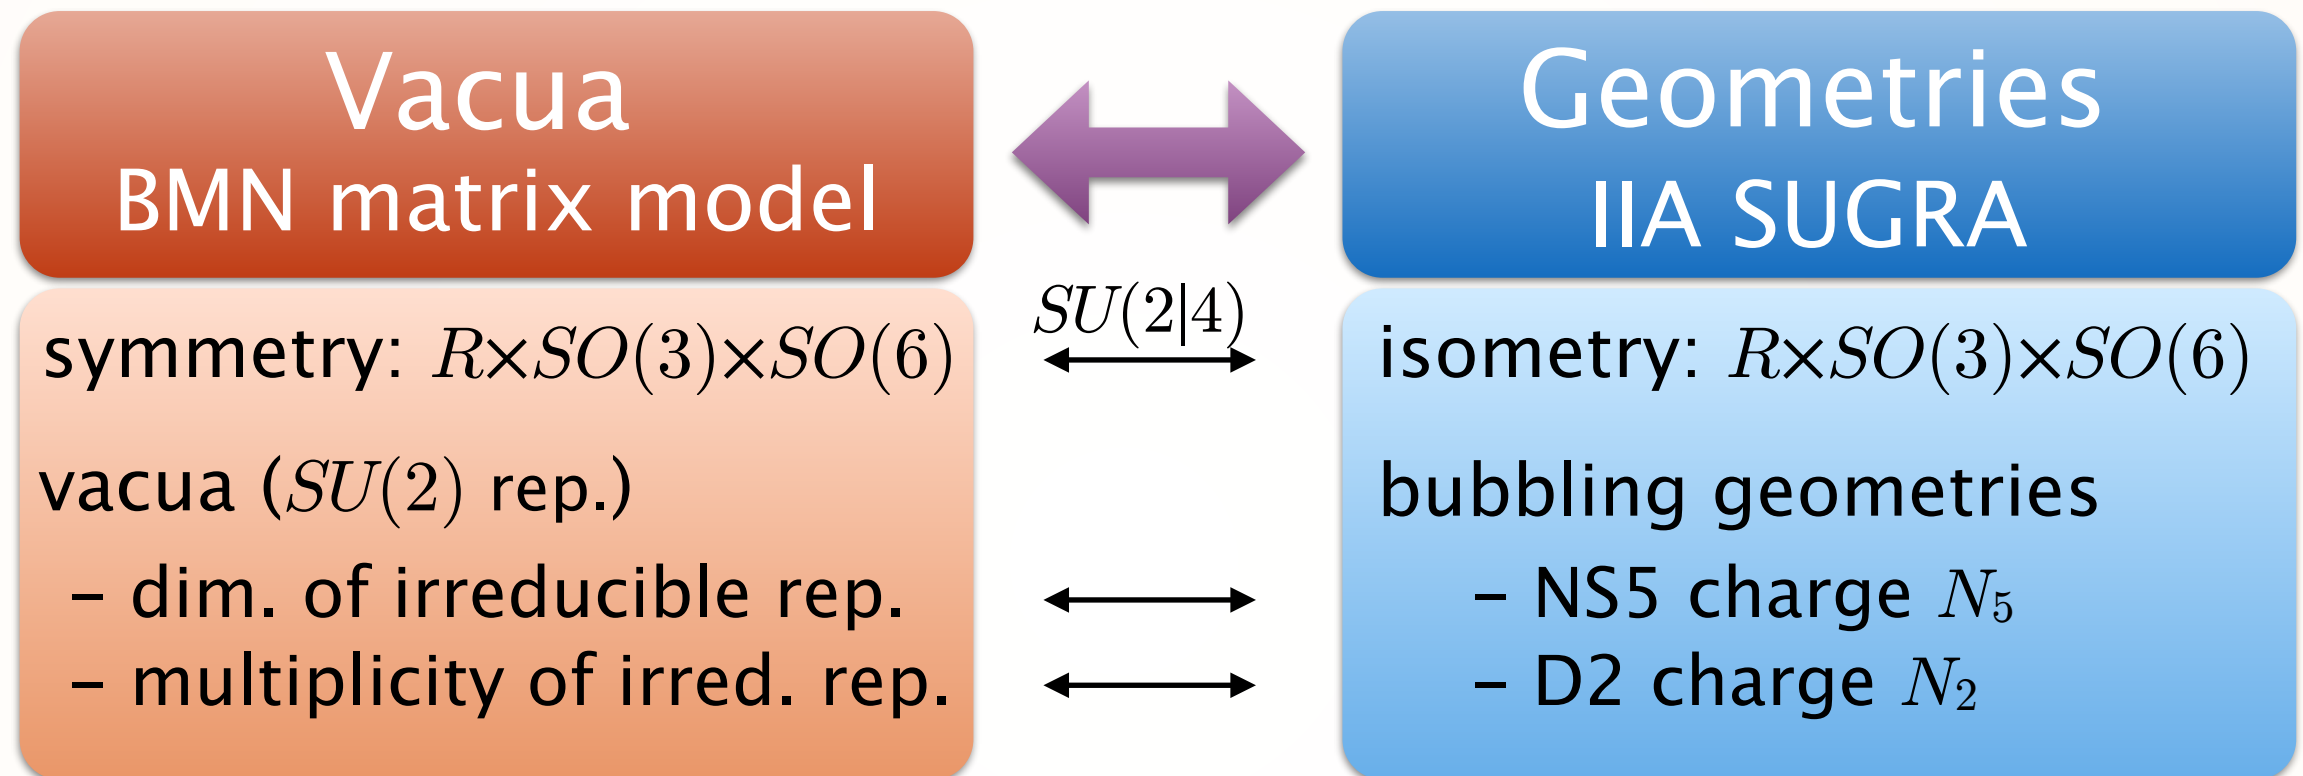 Vacua
BMN matrix model
symmetry: R×SO(3)×SO(6)
vacua (SU(2) rep.)
– dim. of irreducible rep.
– multiplicity of irred. rep.
SU(2|4)
Geometries
IIA SUGRA
isometry: R×SO(3)×SO(6)
bubbling geometries
– NS5 charge N₅
– D2 charge N₂